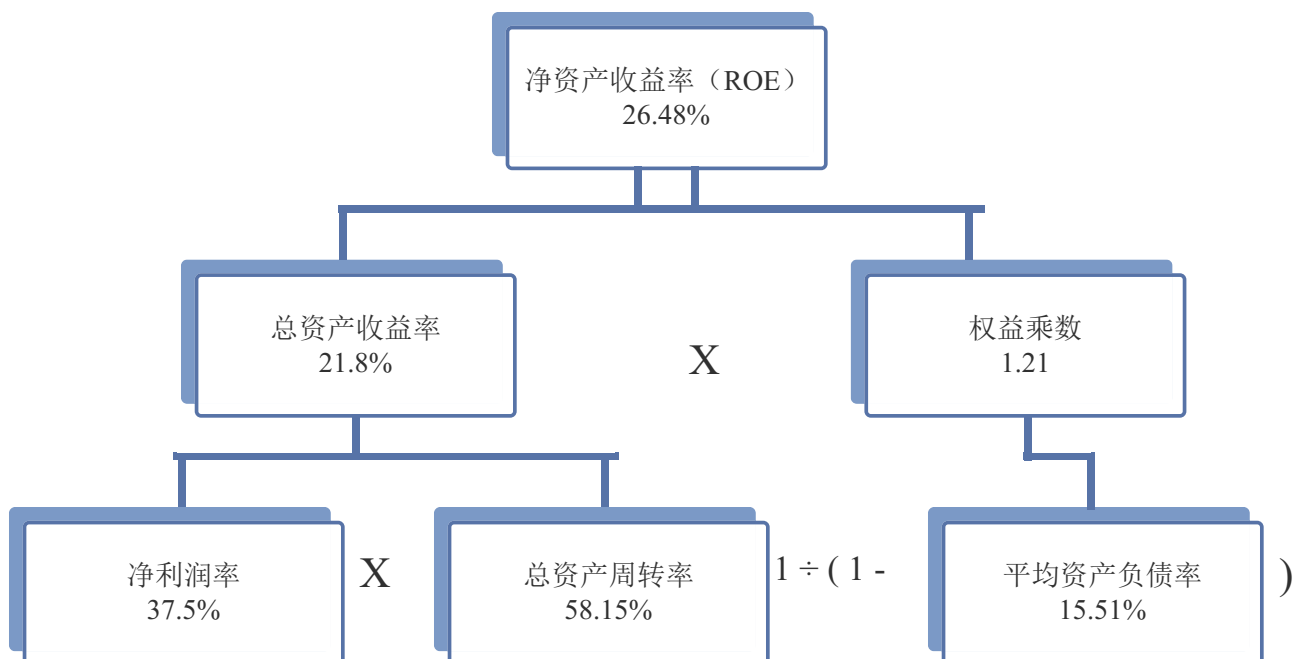 净资产收益率（ROE）
26.48%
总资产收益率
21.8%
X
权益乘数
1.21
净利润率
37.5%
X
总资产周转率
58.15%
1 ÷ ( 1 -
平均资产负债率
15.51%
)